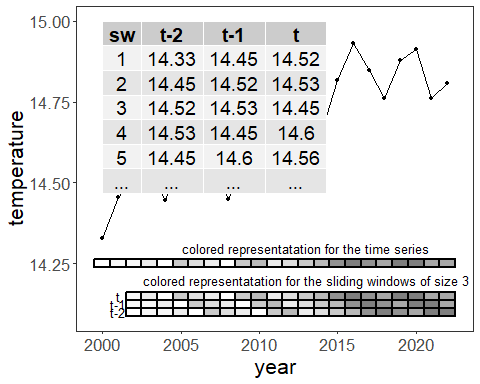 15.00
14.75
14.50
14.25
temperature
sw t-2 t-1 t
1 14.33 14.45 14.52
2 14.45 14.52 14.53
3 14.52 14.53 14.45
4 14.53 14.45 14.6
5 14.45 14.6 14.56
... ... ... ...
colored representatation for the time series
colored representatation for the sliding windows of size 3
t
t-1
t-2
2000 2005 2010 2015 2020
year